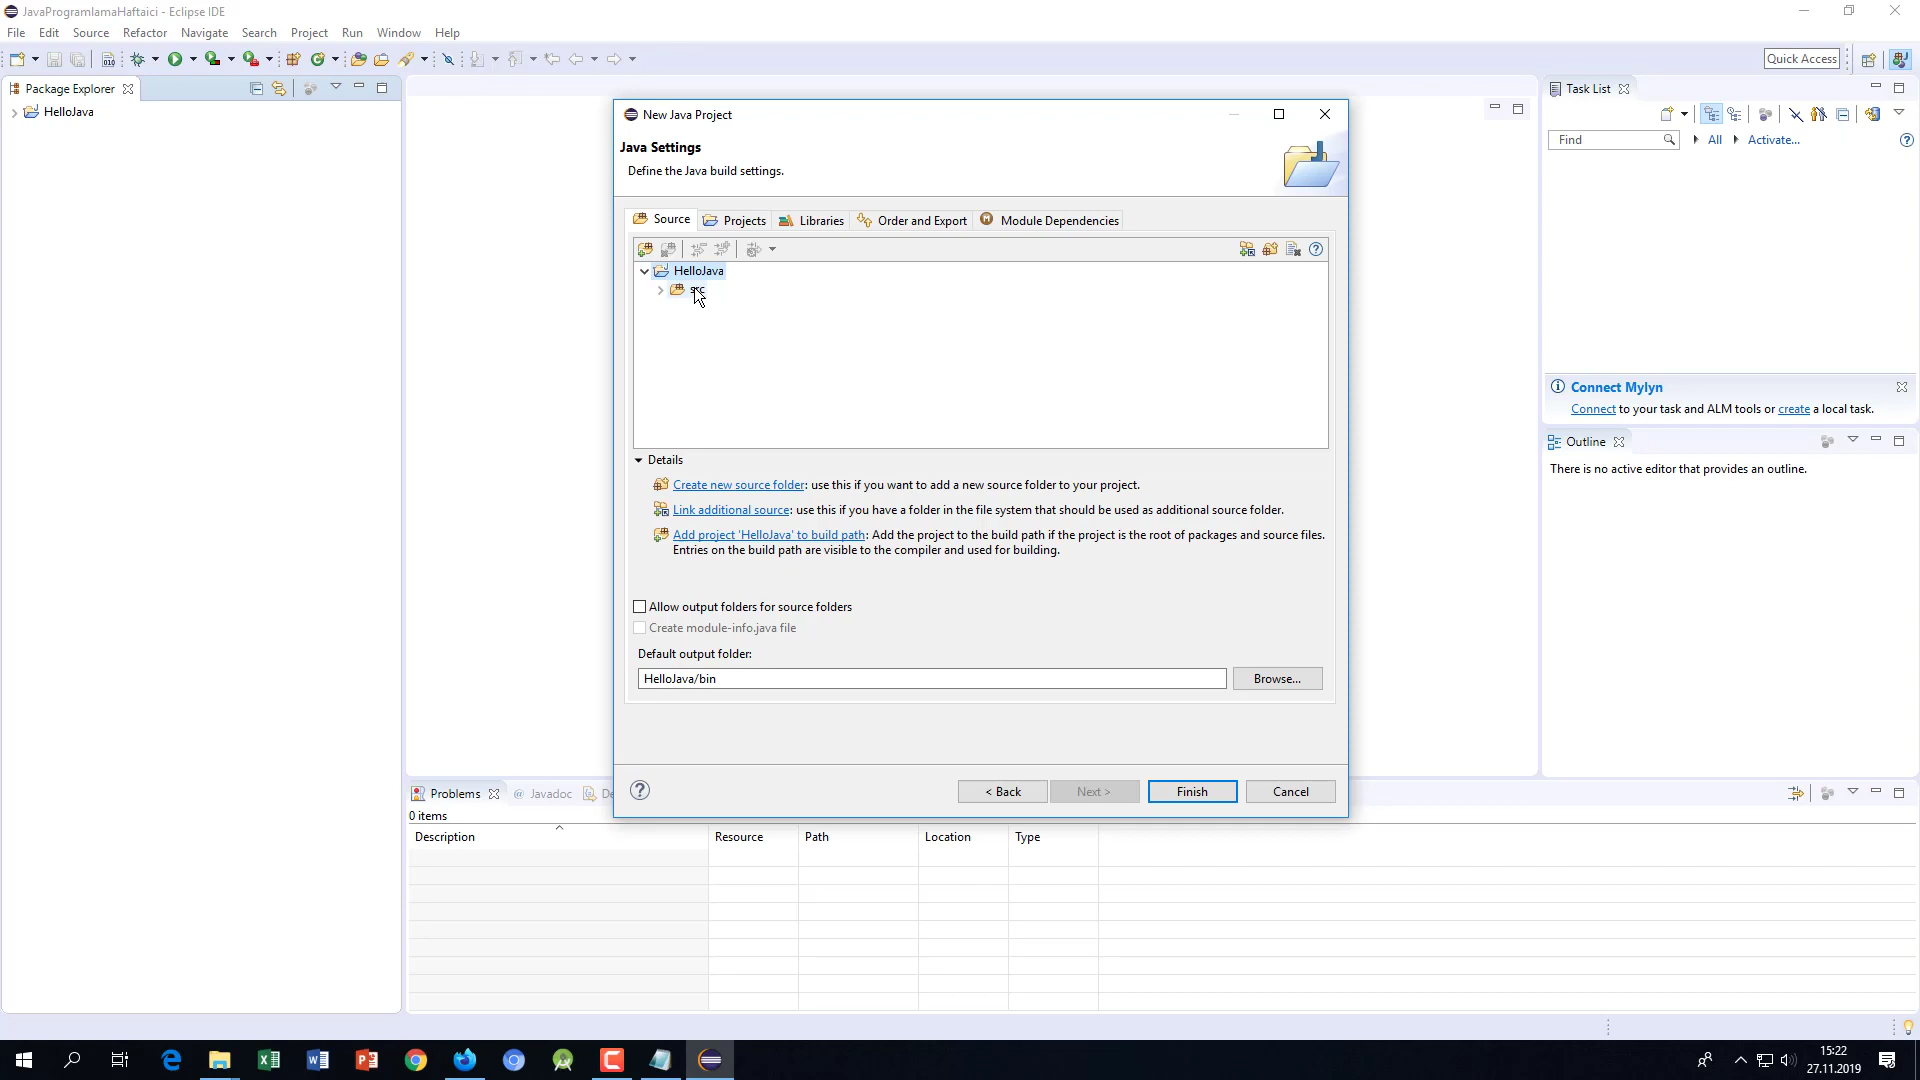 JavaProgramlamaHaftaici - Eclipse IDE
File Edit Source Refactor Navigate Search Project Run Window Help
Quick Access
Package Explorer
HelloJava
New Java Project
Java Settings
Define the Java build settings.
Source Projects Libraries Order and Export Module Dependencies
HelloJava
src
Details
Create new source folder: use this if you want to add a new source folder to your project.
Link additional source: use this if you have a folder in the file system that should be used as additional source folder.
Add project 'HelloJava' to build path: Add the project to the build path if the project is the root of packages and source files.
Entries on the build path are visible to the compiler and used for building.
Allow output folders for source folders
Create module-info.java file
Default output folder:
HelloJava/bin Browse...
< Back Next > Finish Cancel
Task List
Find All Activate...
Connect Mylyn
Connect to your task and ALM tools or create a local task.
Outline
There is no active editor that provides an outline.
Problems @ Javadoc De
0 items
Description Resource Path Location Type
15:22
27.11.2019